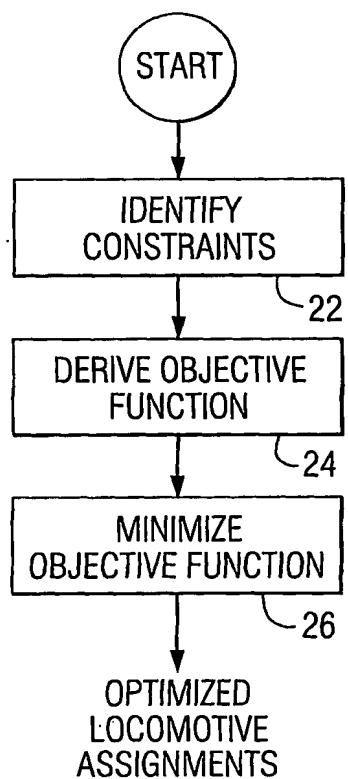 START
IDENTIFY
CONSTRAINTS
22
DERIVE OBJECTIVE
FUNCTION
24
MINIMIZE
OBJECTIVE FUNCTION
26
OPTIMIZED
LOCOMOTIVE
ASSIGNMENTS